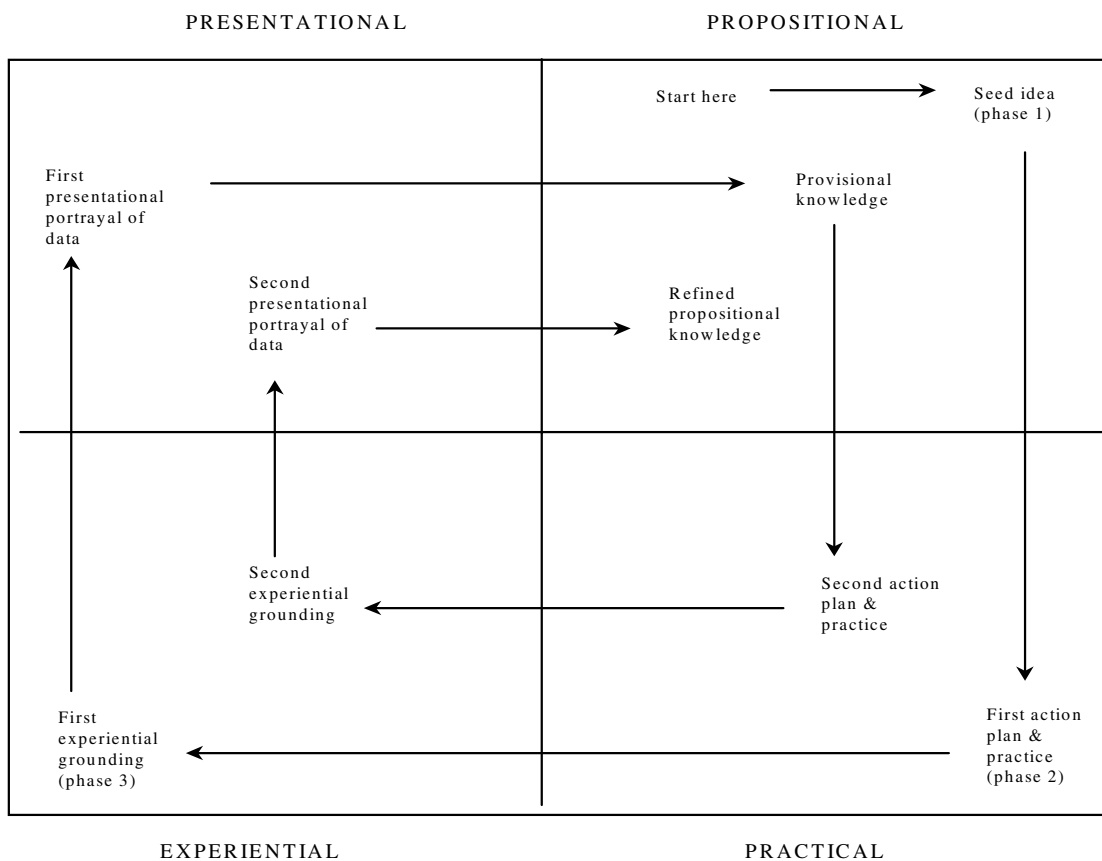 PRESENTATIONAL
PROPOSITIONAL
Start here
Seed idea
(phase 1)
First
presentational
portrayal of
data
Provisional
knowledge
Second
presentational
portrayal of
data
Refined
propositional
knowledge
Second
experiential
grounding
Second action
plan &
practice
First
experiential
grounding
(phase 3)
First action
plan &
practice
(phase 2)
EXPERIENTIAL
PRACTICAL